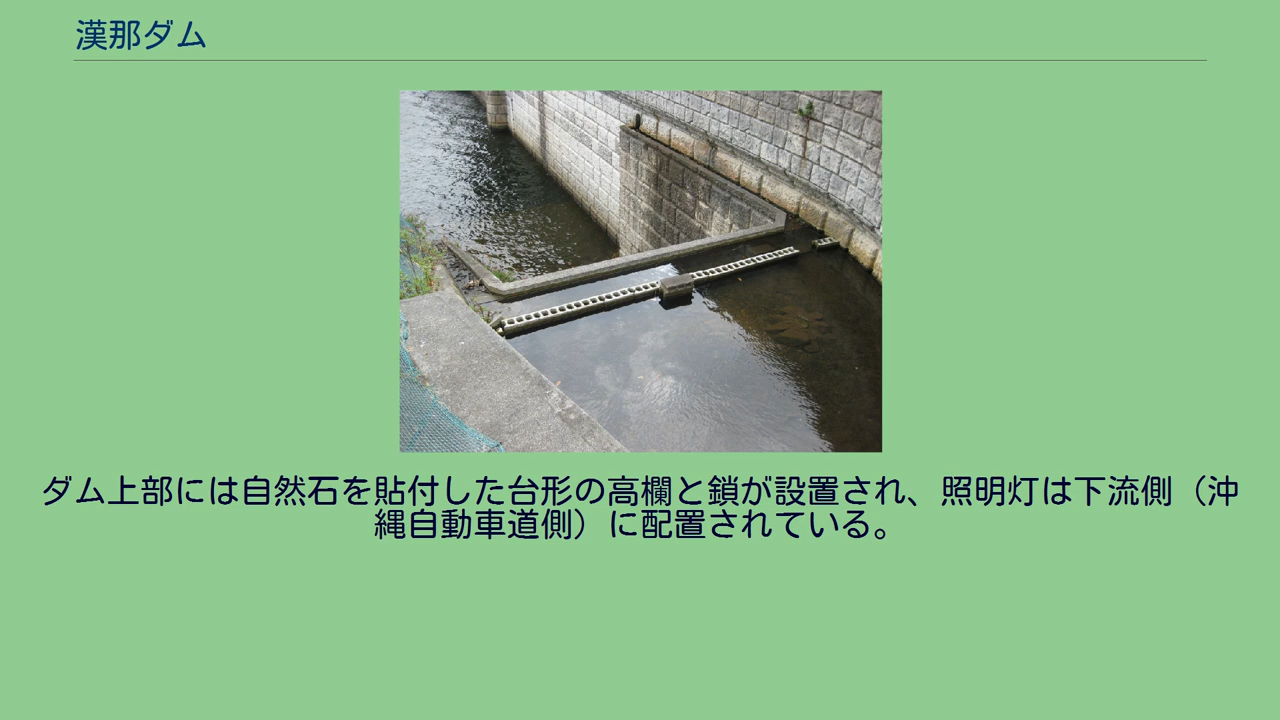 漢那ダム
ダム上部には自然石を貼付した台形の高欄と鎖が設置され、照明灯は下流側（沖
縄自動車道側）に配置されている。